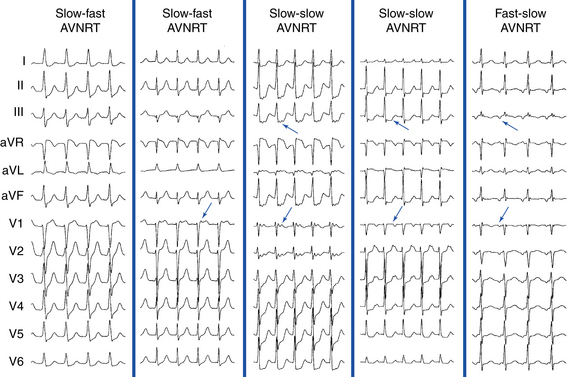 Slow-fast Slow-fast Slow-slow Slow-slow Fast-slow
AVNRT AVNRT AVNRT AVNRT AVNRT
I
II
III
aVR
aVL
aVF
V1
V2
V3
V4
V5
V6